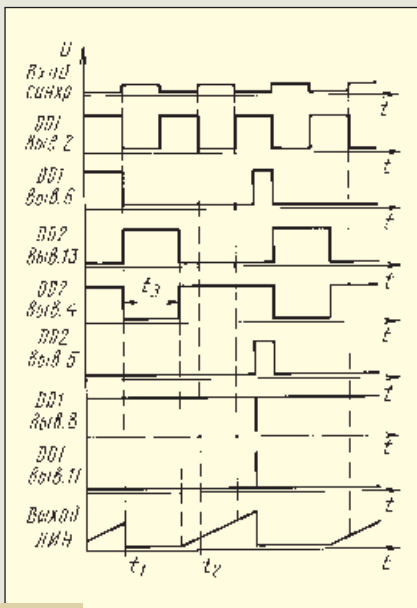 U
Вход
синхр
t
DD1
Выв.2
t
DD1
Выв.6
t
DD2
Выв.13
t
DD2
Выв.4
t₃
t
DD2
Выв.5
t
DD1
Выв.8
t
DD1
Выв.11
t
Выход
ЛИН
t₁
t₂
t